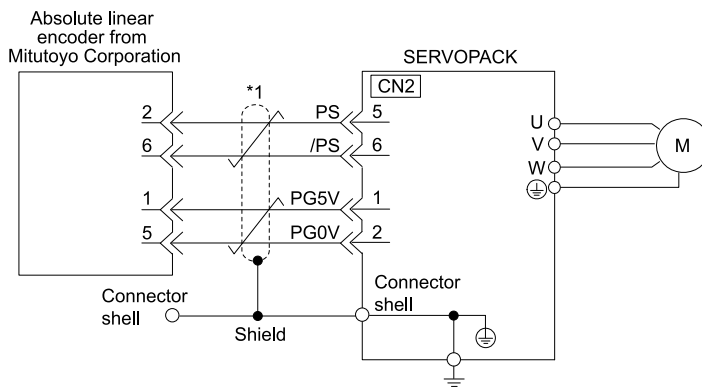 Absolute linear
encoder from
Mitutoyo Corporation
SERVOPACK
*1
CN2
2 PS 5
6 /PS 6
1 PG5V 1
5 PG0V 2
U
V
W
M
Connector
shell
Shield
Connector
shell